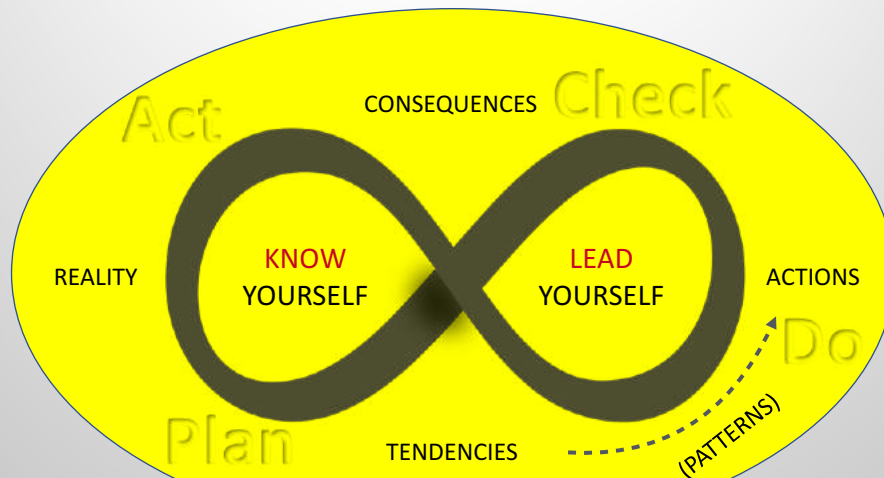 Act
CONSEQUENCES
Check
REALITY
KNOW
YOURSELF
LEAD
YOURSELF
ACTIONS
Do
Plan
TENDENCIES
(PATTERNS)